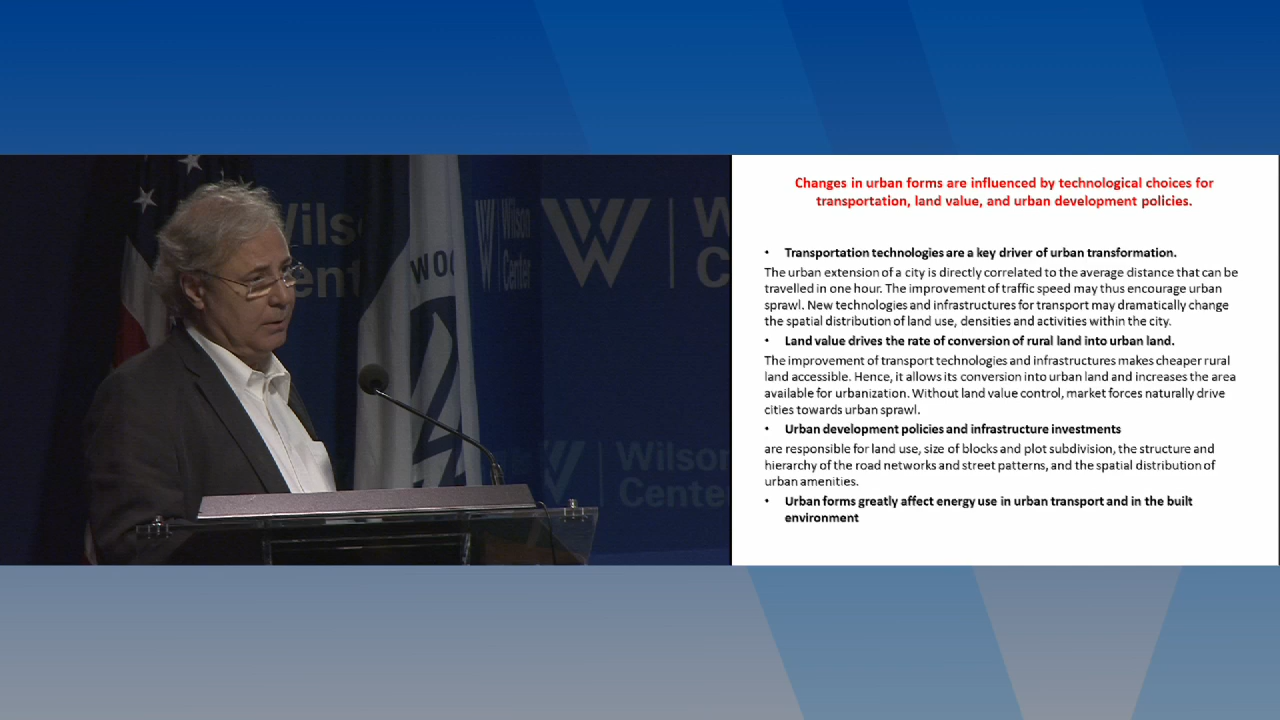 Wils
Cent
WOO
Wilson
Center
W
C
Wilson
Center
Changes in urban forms are influenced by technological choices for
transportation, land value, and urban development policies.
• Transportation technologies are a key driver of urban transformation.
The urban extension of a city is directly correlated to the average distance that can be
travelled in one hour. The improvement of traffic speed may thus encourage urban
sprawl. New technologies and infrastructures for transport may dramatically change
the spatial distribution of land use, densities and activities within the city.
• Land value drives the rate of conversion of rural land into urban land.
The improvement of transport technologies and infrastructures makes cheaper rural
land accessible. Hence, it allows its conversion into urban land and increases the area
available for urbanization. Without land value control, market forces naturally drive
cities towards urban sprawl.
• Urban development policies and infrastructure investments
are responsible for land use, size of blocks and plot subdivision, the structure and
hierarchy of the road networks and street patterns, and the spatial distribution of
urban amenities.
• Urban forms greatly affect energy use in urban transport and in the built
environment